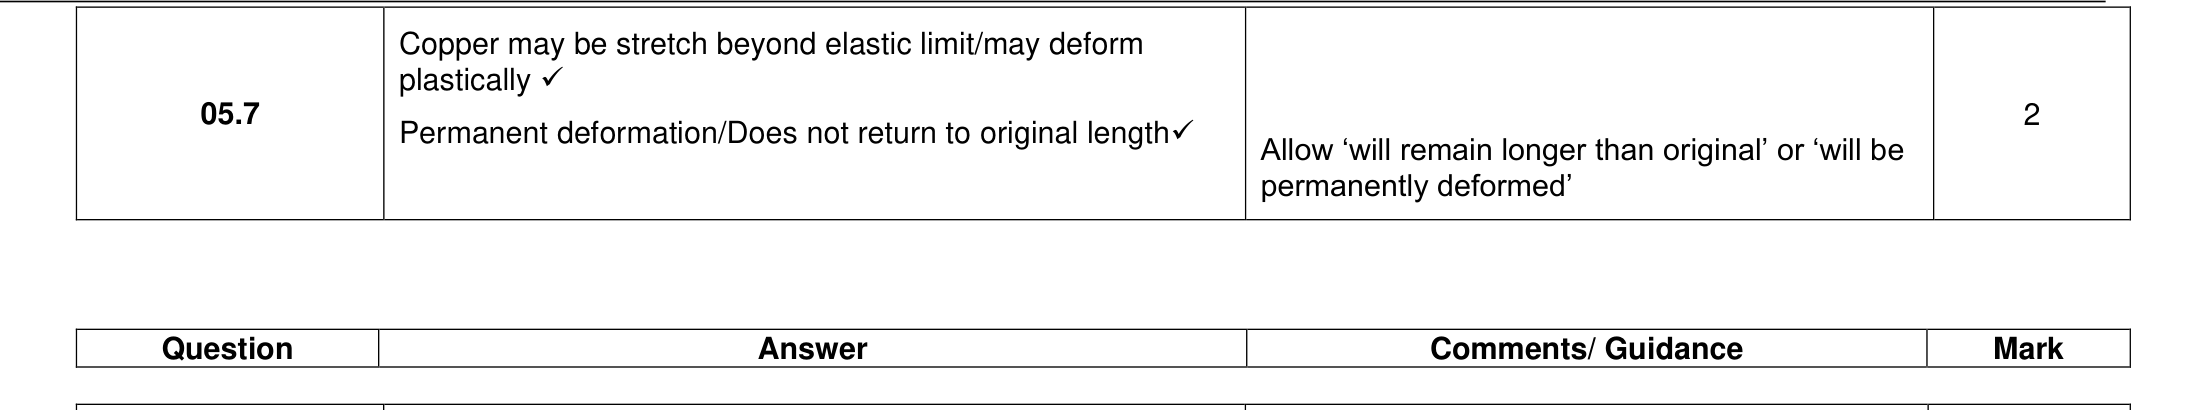 05.7
Copper may be stretch beyond elastic limit/may deform
plastically ✓
Permanent deformation/Does not return to original length✓
Allow ‘will remain longer than original’ or ‘will be
permanently deformed’
2
Question Answer Comments/ Guidance Mark